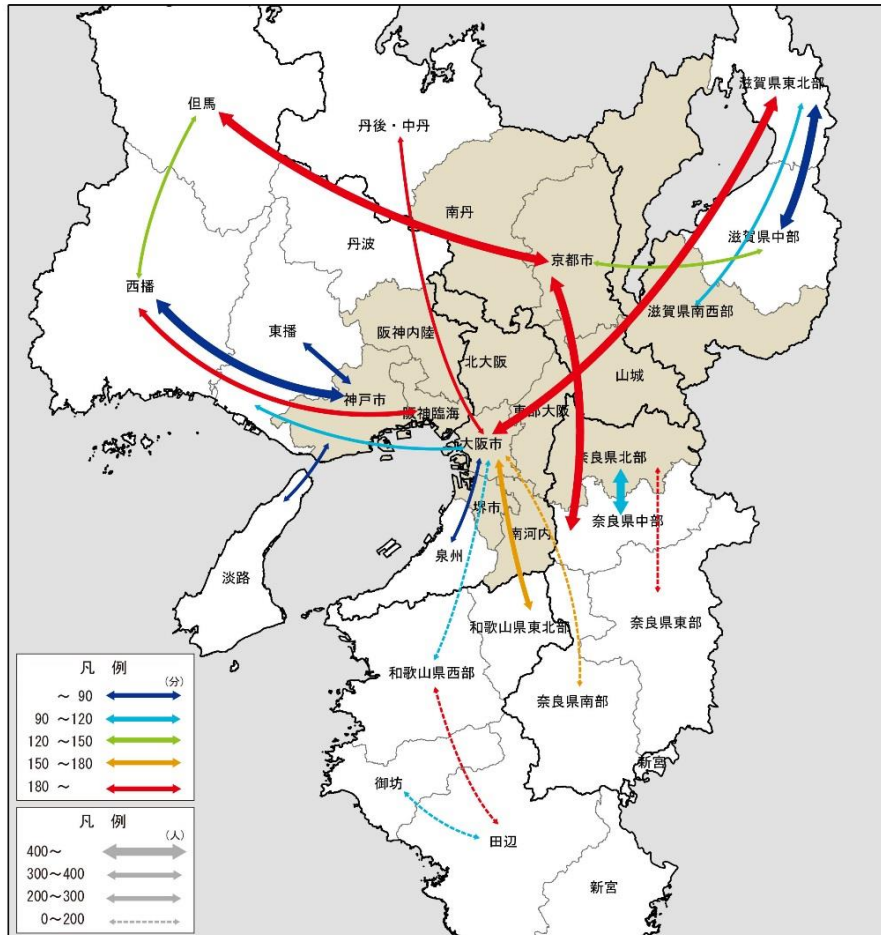 滋賀県東北部
但馬
丹後・中丹
南丹
滋賀県中部
丹波
京都市
西播
滋賀県南西部
東播
阪神内陸
北大阪
山城
神戸市
阪神臨海
東部大阪
大阪市
奈良県北部
堺市
奈良県中部
南河内
泉州
淡路
和歌山県東北部
奈良県東部
和歌山県西部
奈良県南部
新宮
御坊
田辺
新宮
凡 例
(分)
～ 90
90 ～120
120 ～150
150 ～180
180 ～
凡 例
(人)
400～
300～400
200～300
0～200